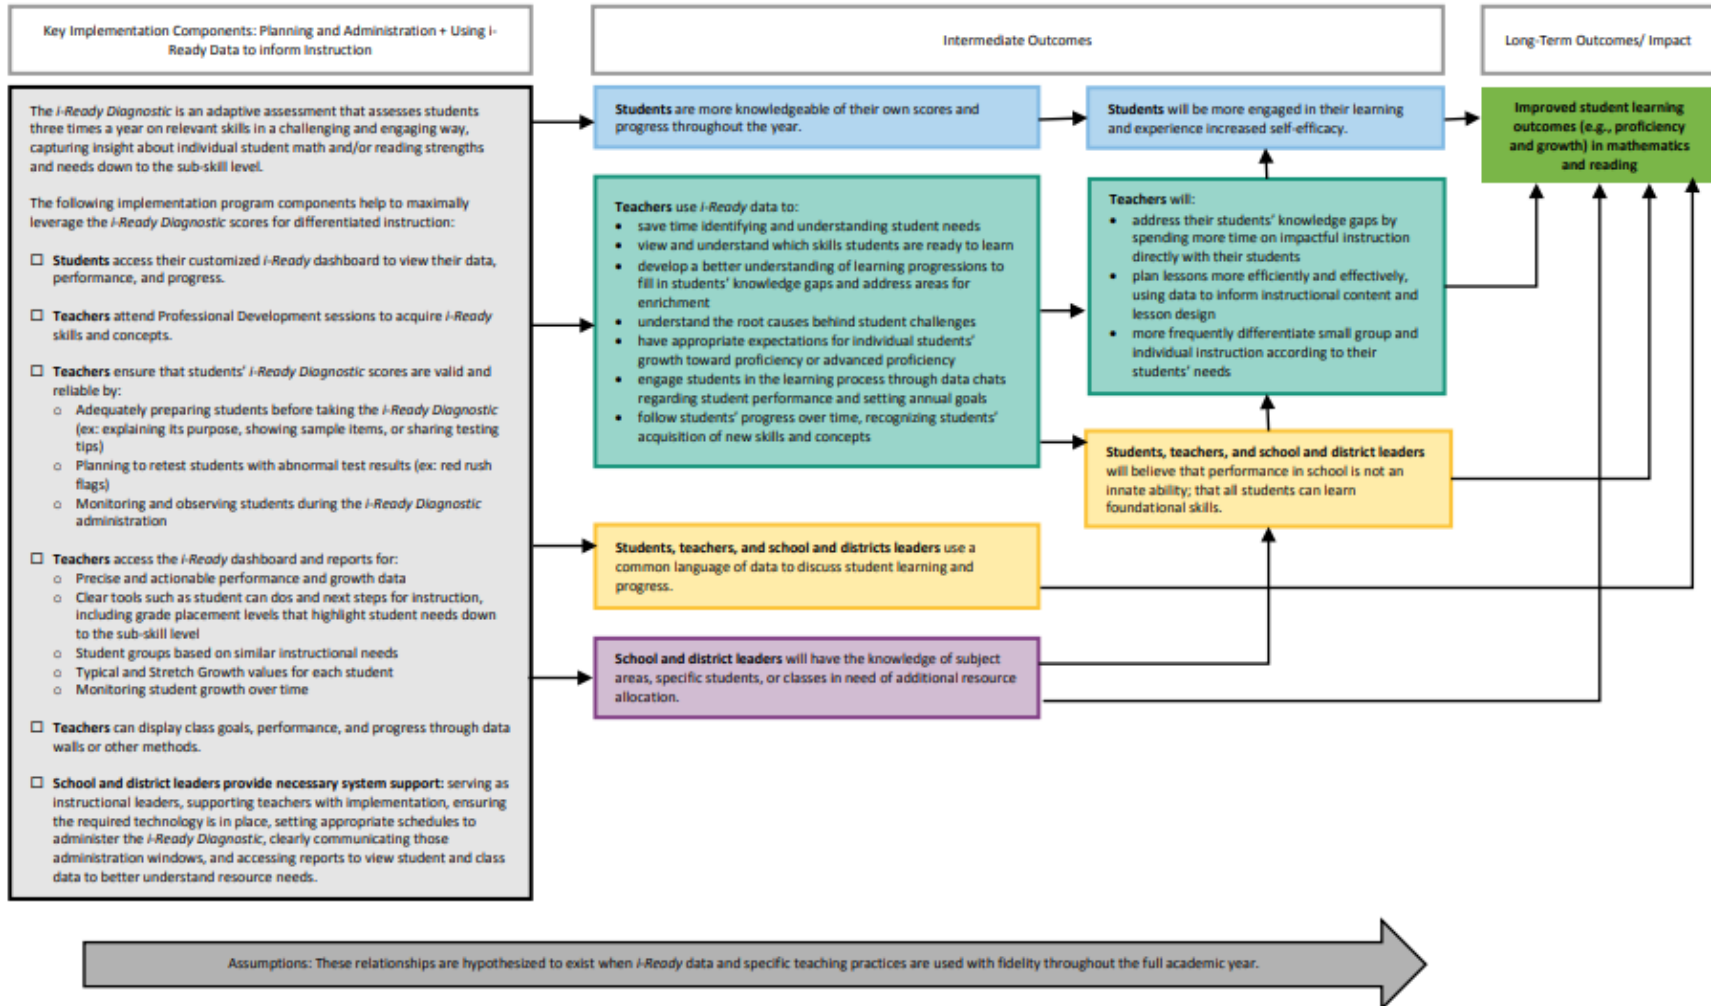 Key Implementation Components: Planning and Administration + Using i-
Ready Data to inform Instruction
Intermediate Outcomes
Long-Term Outcomes/ Impact
The i-Ready Diagnostic is an adaptive assessment that assesses students
three times a year on relevant skills in a challenging and engaging way,
capturing insight about individual student math and/or reading strengths
and needs down to the sub-skill level.
The following implementation program components help to maximally
leverage the i-Ready Diagnostic scores for differentiated instruction:
☐ Students access their customized i-Ready dashboard to view their data,
performance, and progress.
☐ Teachers attend Professional Development sessions to acquire i-Ready
skills and concepts.
☐ Teachers ensure that students' i-Ready Diagnostic scores are valid and
reliable by:
o Adequately preparing students before taking the i-Ready Diagnostic
(ex: explaining its purpose, showing sample items, or sharing testing
tips)
o Planning to retest students with abnormal test results (ex: red rush
flags)
o Monitoring and observing students during the i-Ready Diagnostic
administration
☐ Teachers access the i-Ready dashboard and reports for:
o Precise and actionable performance and growth data
o Clear tools such as student can dos and next steps for instruction,
including grade placement levels that highlight student needs down
to the sub-skill level
o Student groups based on similar instructional needs
o Typical and Stretch Growth values for each student
o Monitoring student growth over time
☐ Teachers can display class goals, performance, and progress through data
walls or other methods.
☐ School and district leaders provide necessary system support: serving as
instructional leaders, supporting teachers with implementation, ensuring
the required technology is in place, setting appropriate schedules to
administer the i-Ready Diagnostic, clearly communicating those
administration windows, and accessing reports to view student and class
data to better understand resource needs.
Students are more knowledgeable of their own scores and
progress throughout the year.
Teachers use i-Ready data to:
• save time identifying and understanding student needs
• view and understand which skills students are ready to learn
• develop a better understanding of learning progressions to
fill in students' knowledge gaps and address areas for
enrichment
• understand the root causes behind student challenges
• have appropriate expectations for individual students'
growth toward proficiency or advanced proficiency
• engage students in the learning process through data chats
regarding student performance and setting annual goals
• follow students' progress over time, recognizing students'
acquisition of new skills and concepts
Students, teachers, and school and districts leaders use a
common language of data to discuss student learning and
progress.
School and district leaders will have the knowledge of subject
areas, specific students, or classes in need of additional resource
allocation.
Students will be more engaged in their learning
and experience increased self-efficacy.
Teachers will:
• address their students' knowledge gaps by
spending more time on impactful instruction
directly with their students
• plan lessons more efficiently and effectively,
using data to inform instructional content and
lesson design
• more frequently differentiate small group and
individual instruction according to their
students' needs
Students, teachers, and school and district leaders
will believe that performance in school is not an
innate ability; that all students can learn
foundational skills.
Improved student learning
outcomes (e.g., proficiency
and growth) in mathematics
and reading
Assumptions: These relationships are hypothesized to exist when i-Ready data and specific teaching practices are used with fidelity throughout the full academic year.